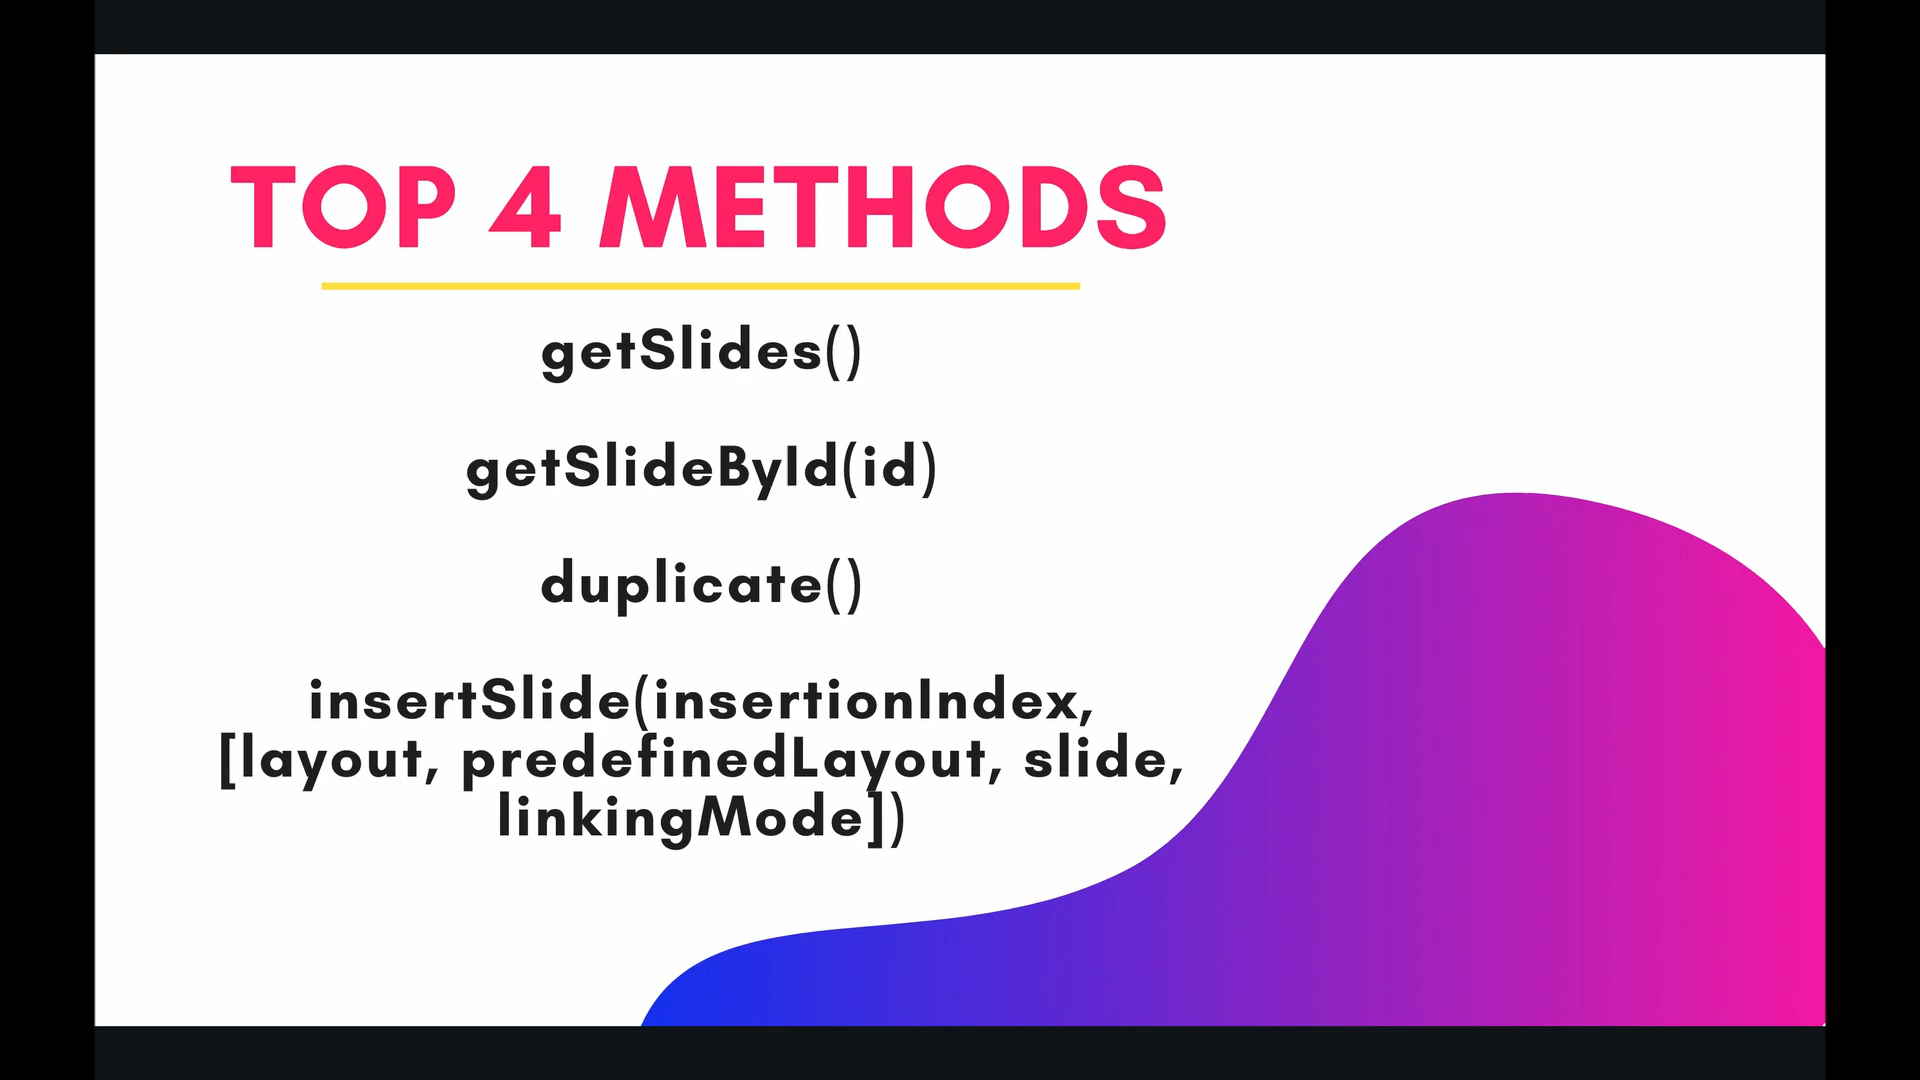 TOP 4 METHODS
getSlides()
getSlideById(id)
duplicate()
insertSlide(insertionIndex,
[layout, predefinedLayout, slide,
linkingMode])